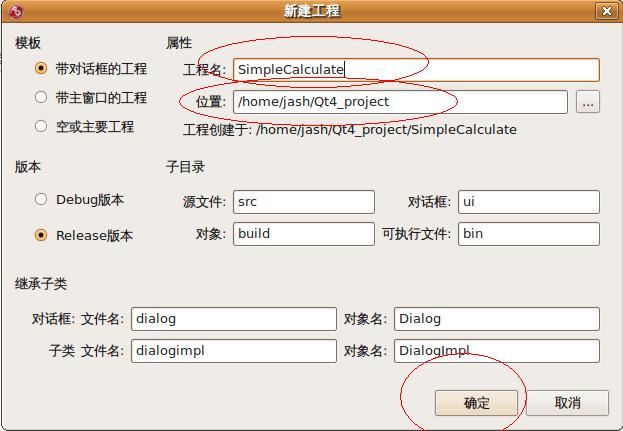 新建工程
模板
属性
带对话框的工程
工程名: SimpleCalculate
带主窗口的工程
位置: /home/jash/Qt4_project ...
空或主要工程
工程创建于: /home/jash/Qt4_project/SimpleCalculate
版本
子目录
Debug版本
源文件: src 对话框: ui
Release版本
对象: build 可执行文件: bin
继承子类
对话框: 文件名: dialog 对象名: Dialog
子类 文件名: dialogimpl 对象名: DialogImpl
确定 取消